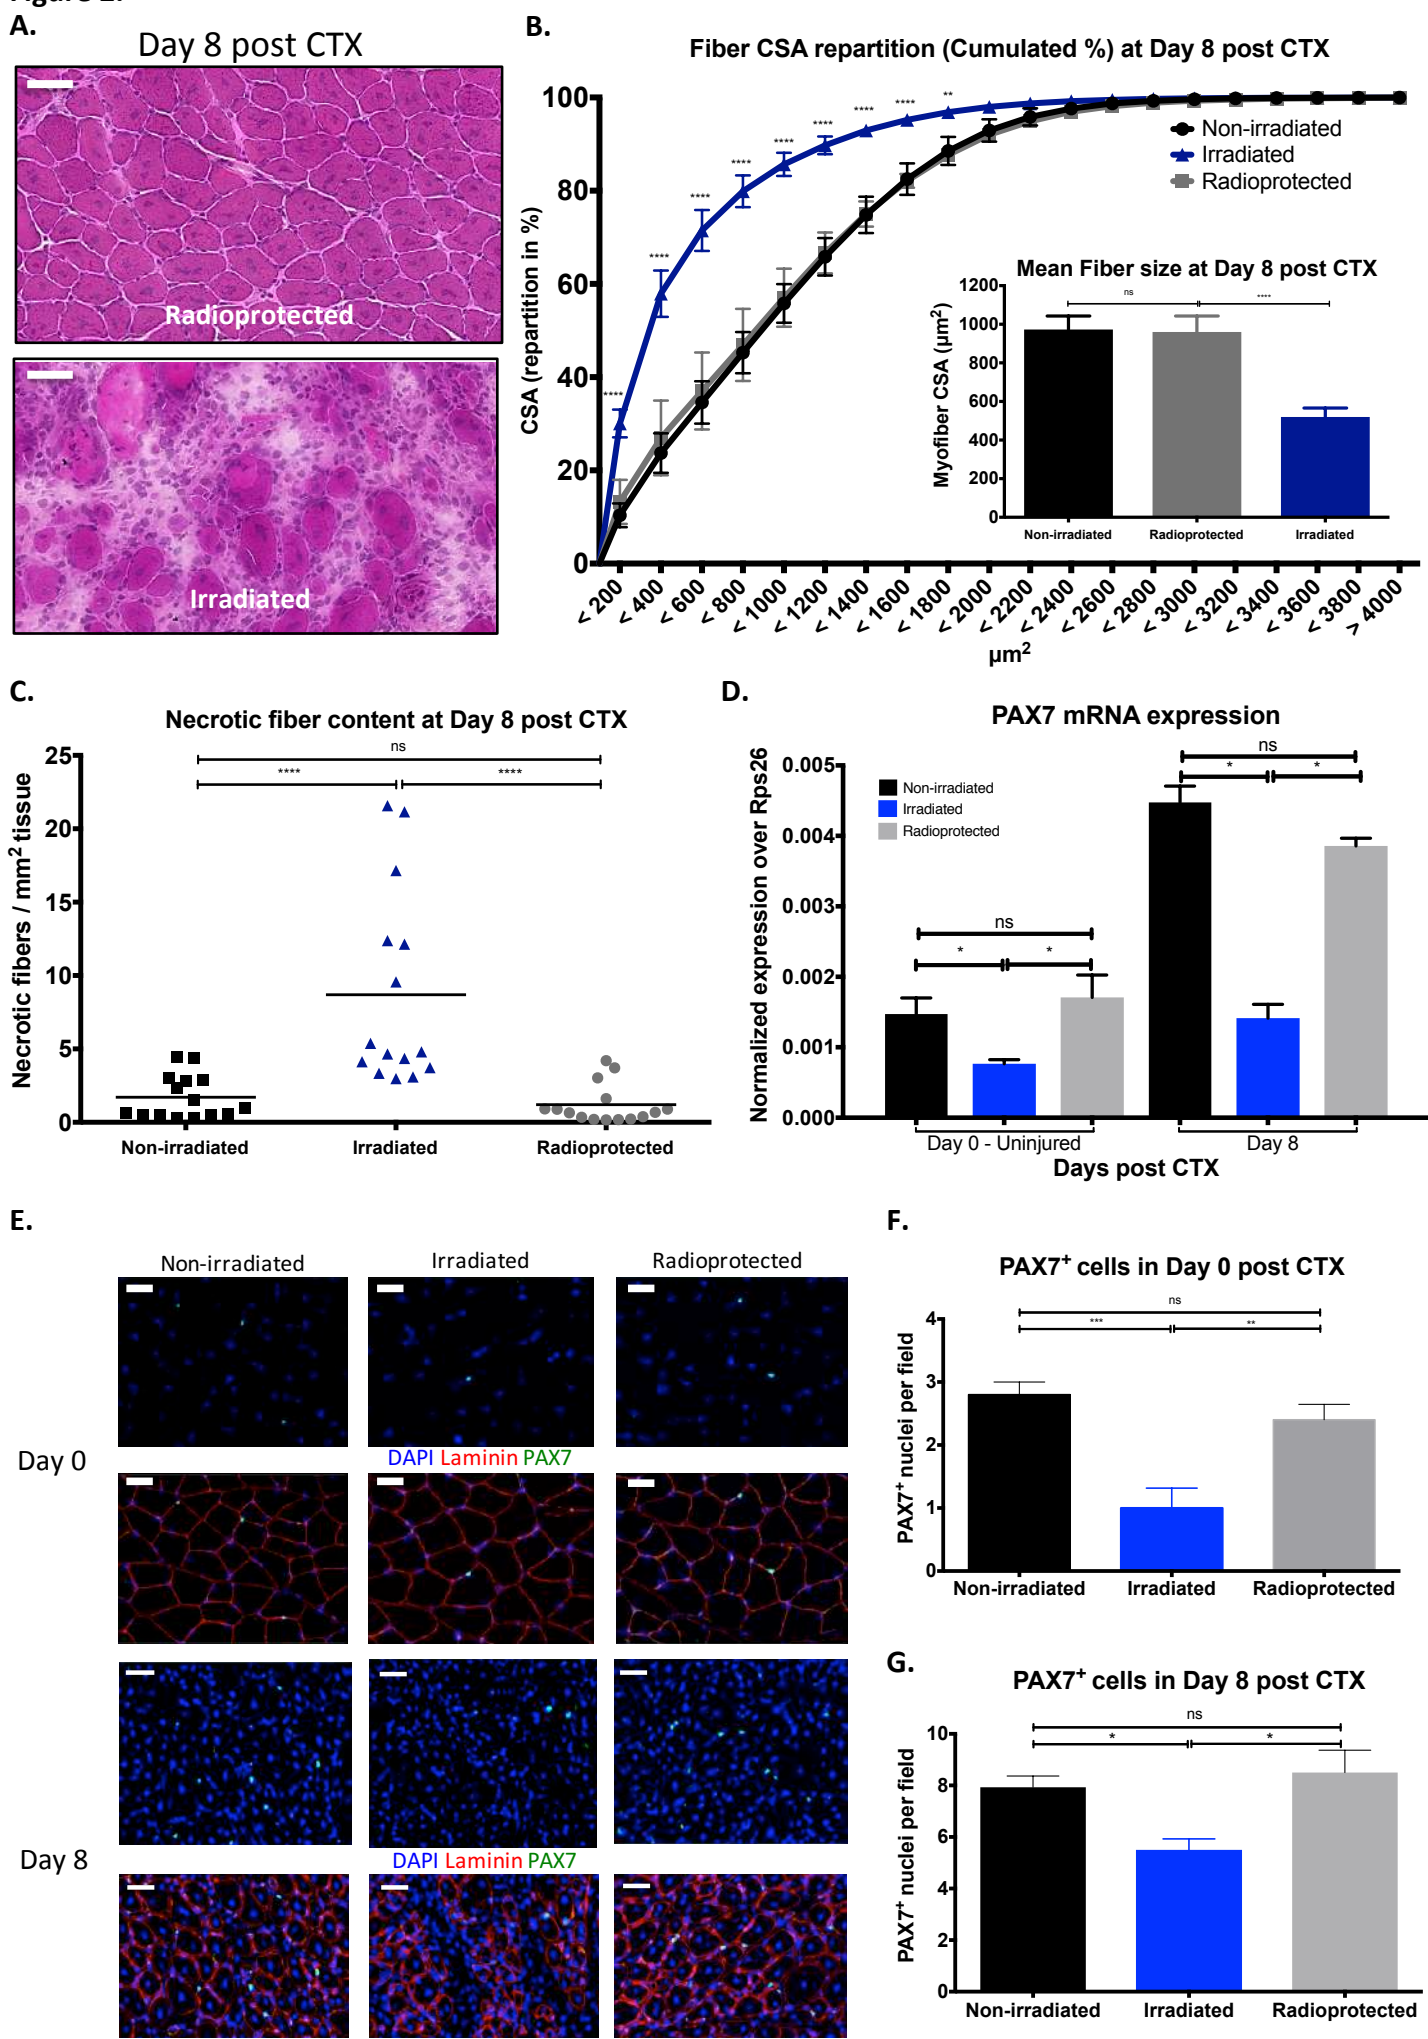 Figure 2.
A.
Day 8 post CTX
Radioprotected
Irradiated
B.
Fiber CSA repartition (Cumulated %) at Day 8 post CTX
CSA (repartition in %)
100
80
60
40
20
0
**** **** **** **** **** **** **** **** **
Non-irradiated
Irradiated
Radioprotected
Mean Fiber size at Day 8 post CTX
Myofiber CSA (µm²)
1200
1000
800
600
400
200
0
ns ****
Non-irradiated Radioprotected Irradiated
< 200 < 400 < 600 < 800 < 1000 < 1200 < 1400 < 1600 < 1800 < 2000 < 2200 < 2400 < 2600 < 2800 < 3000 < 3200 < 3400 < 3600 < 3800 > 4000
µm²
C.
Necrotic fiber content at Day 8 post CTX
Necrotic fibers / mm² tissue
ns
**** ****
25
20
15
10
5
0
Non-irradiated Irradiated Radioprotected
D.
PAX7 mRNA expression
Normalized expression over Rps26
0.005
0.004
0.003
0.002
0.001
0.000
Non-irradiated
Irradiated
Radioprotected
ns
* *
ns
* *
Day 0 - Uninjured Day 8
Days post CTX
E.
Non-irradiated Irradiated Radioprotected
Day 0
DAPI Laminin PAX7
Day 8
DAPI Laminin PAX7
F.
PAX7⁺ cells in Day 0 post CTX
PAX7⁺ nuclei per field
ns
*** **
4
3
2
1
0
Non-irradiated Irradiated Radioprotected
G.
PAX7⁺ cells in Day 8 post CTX
PAX7⁺ nuclei per field
ns
* *
10
8
6
4
2
0
Non-irradiated Irradiated Radioprotected